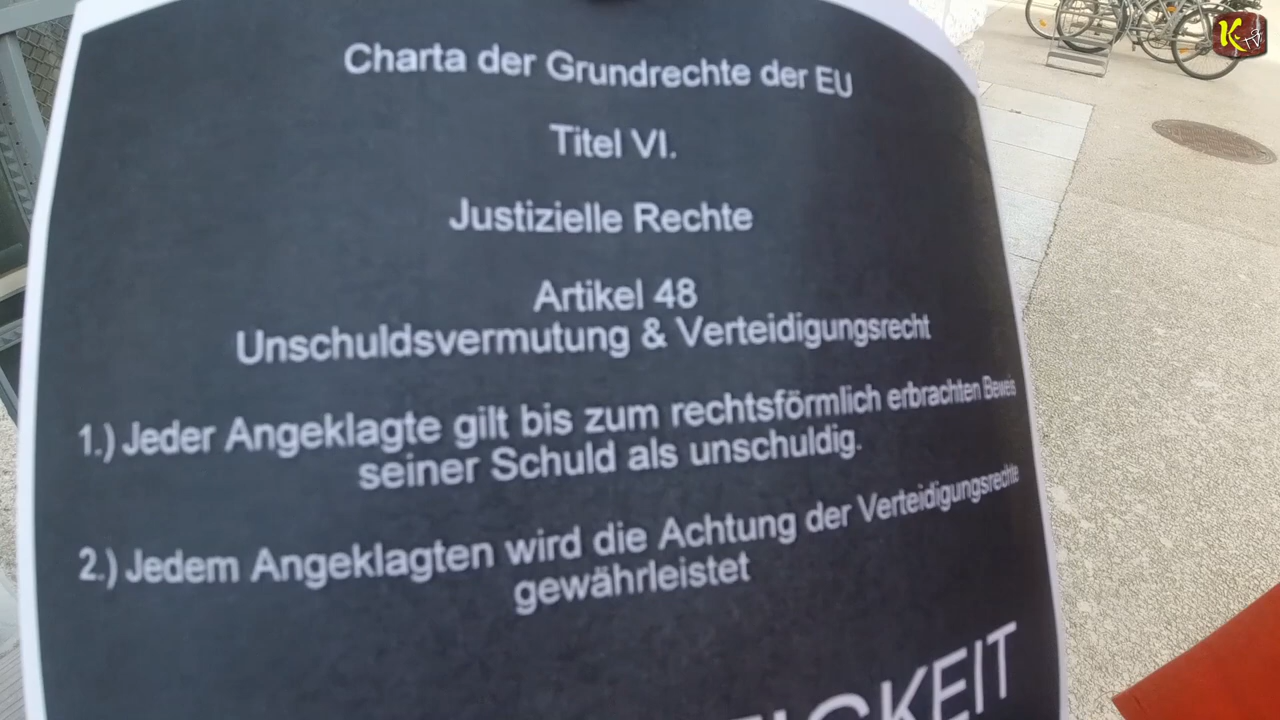 Charta der Grundrechte der EU
Titel VI.
Justizielle Rechte
Artikel 48
Unschuldsvermutung & Verteidigungsrecht
1.) Jeder Angeklagte gilt bis zum rechtsförmlich erbrachten Beweis
seiner Schuld als unschuldig.
2.) Jedem Angeklagten wird die Achtung der Verteidigungsrechte
gewährleistet